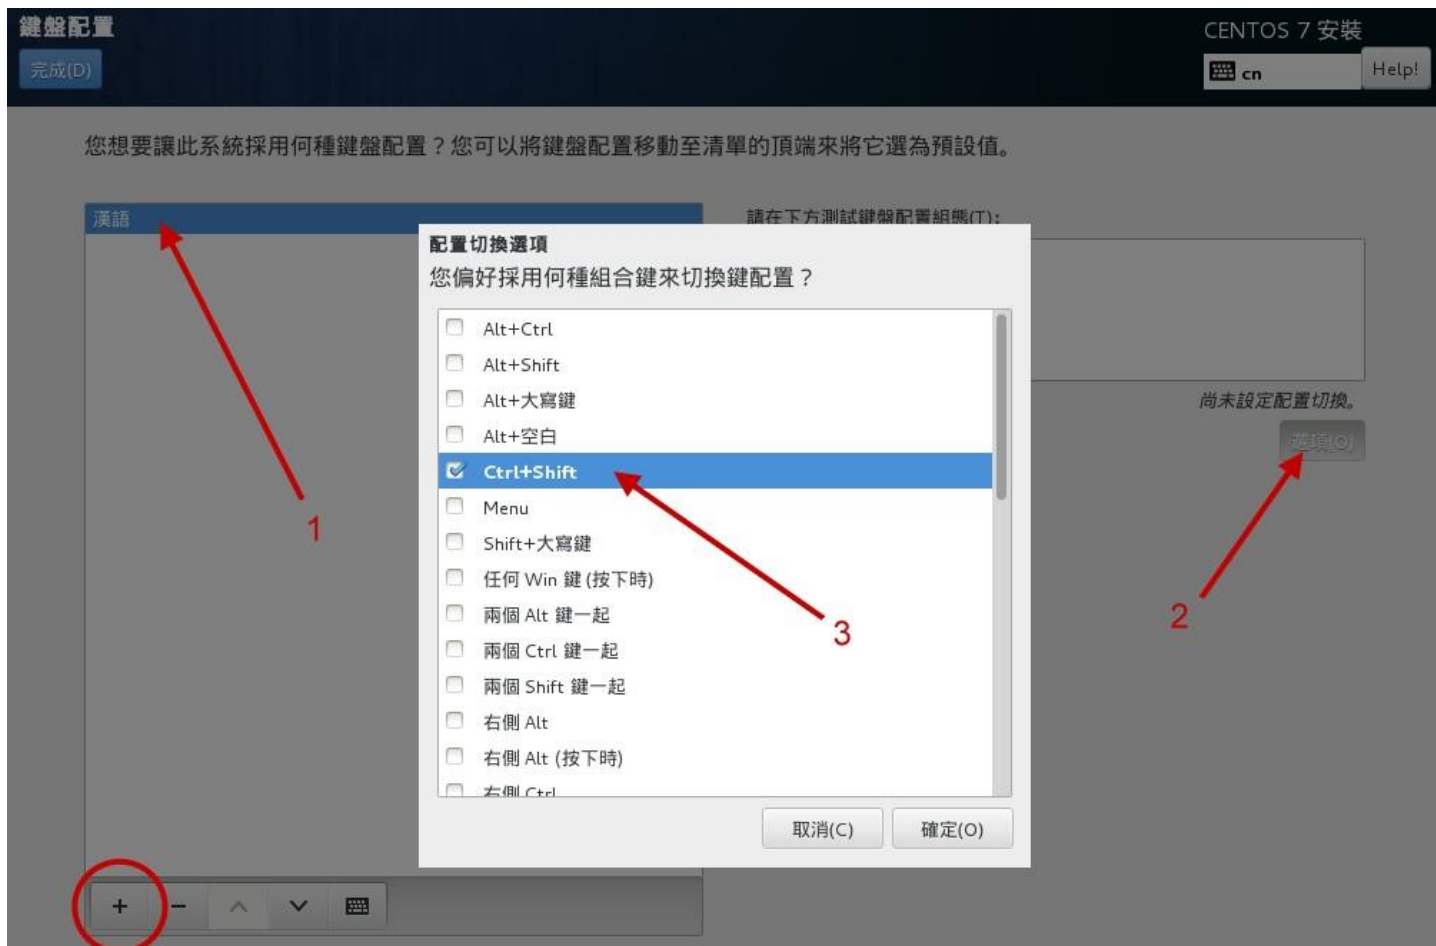 鍵盤配置
CENTOS 7 安裝
完成(D)
cn
Help!
您想要讓此系統採用何種鍵盤配置？您可以將鍵盤配置移動至清單的頂端來將它選為預設值。
漢語
請在下方測試鍵盤配置組態(T):
配置切換選項
您偏好採用何種組合鍵來切換鍵配置？
Alt+Ctrl
Alt+Shift
Alt+大寫鍵
尚未設定配置切換。
Alt+空白
選項(O)
Ctrl+Shift
Menu
1
Shift+大寫鍵
任何 Win 鍵 (按下時)
兩個 Alt 鍵一起
2
3
兩個 Ctrl 鍵一起
兩個 Shift 鍵一起
右側 Alt
右側 Alt (按下時)
右側 Ctrl
取消(C)
確定(O)